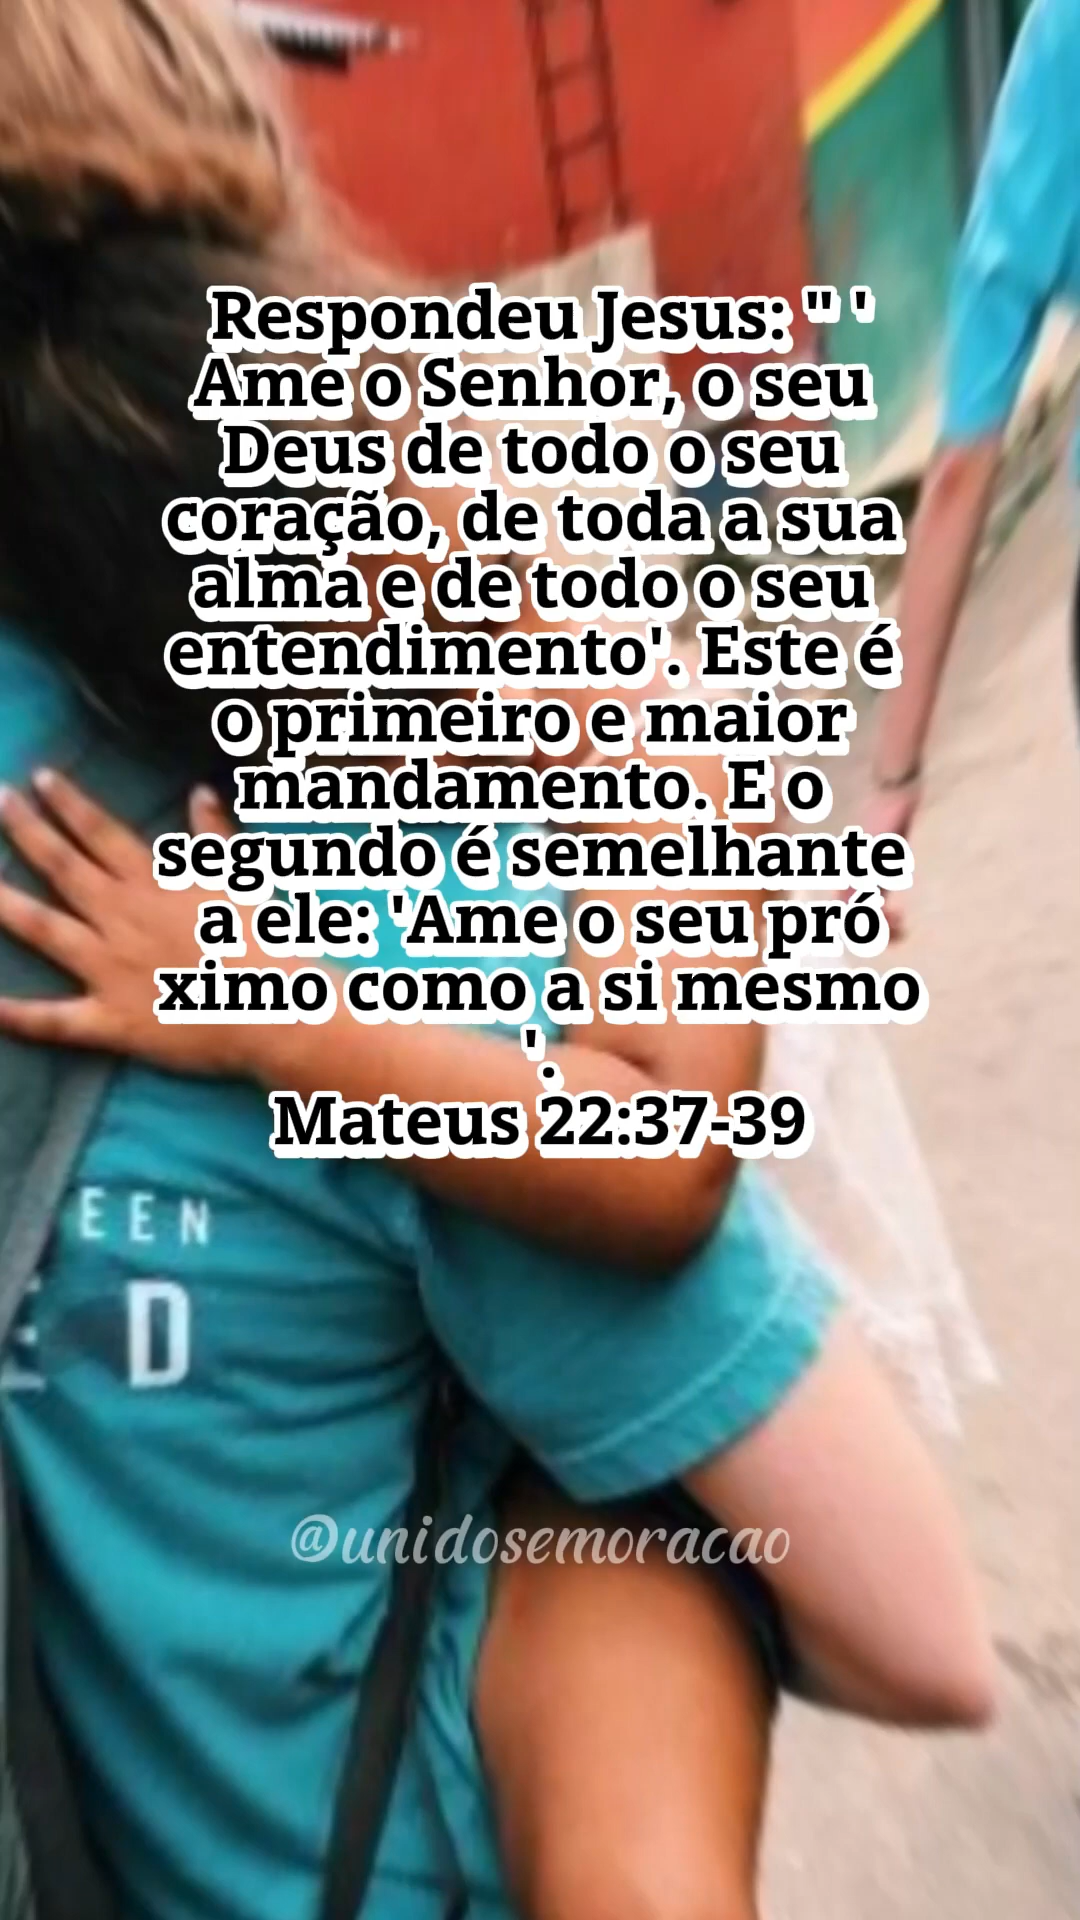 Respondeu Jesus: " '
Ame o Senhor, o seu
Deus de todo o seu
coração, de toda a sua
alma e de todo o seu
entendimento'. Este é
o primeiro e maior
mandamento. E o
segundo é semelhante
a ele: 'Ame o seu pró
ximo como a si mesmo
'.
Mateus 22:37-39
EEN
D
@unidosemoracao